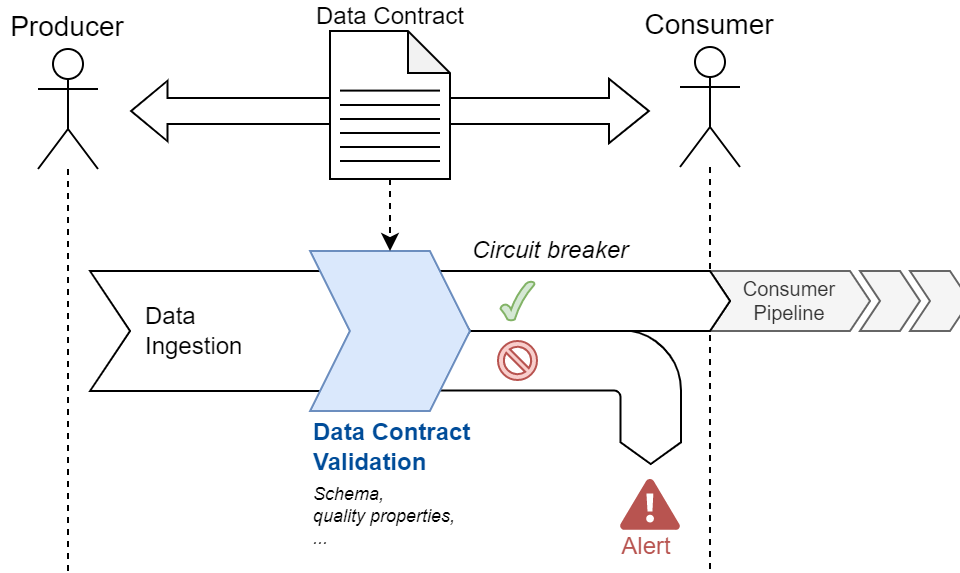 Producer
Data Contract
Consumer
Circuit breaker
Data
Ingestion
Consumer
Pipeline
Data Contract
Validation
Schema,
quality properties,
...
Alert